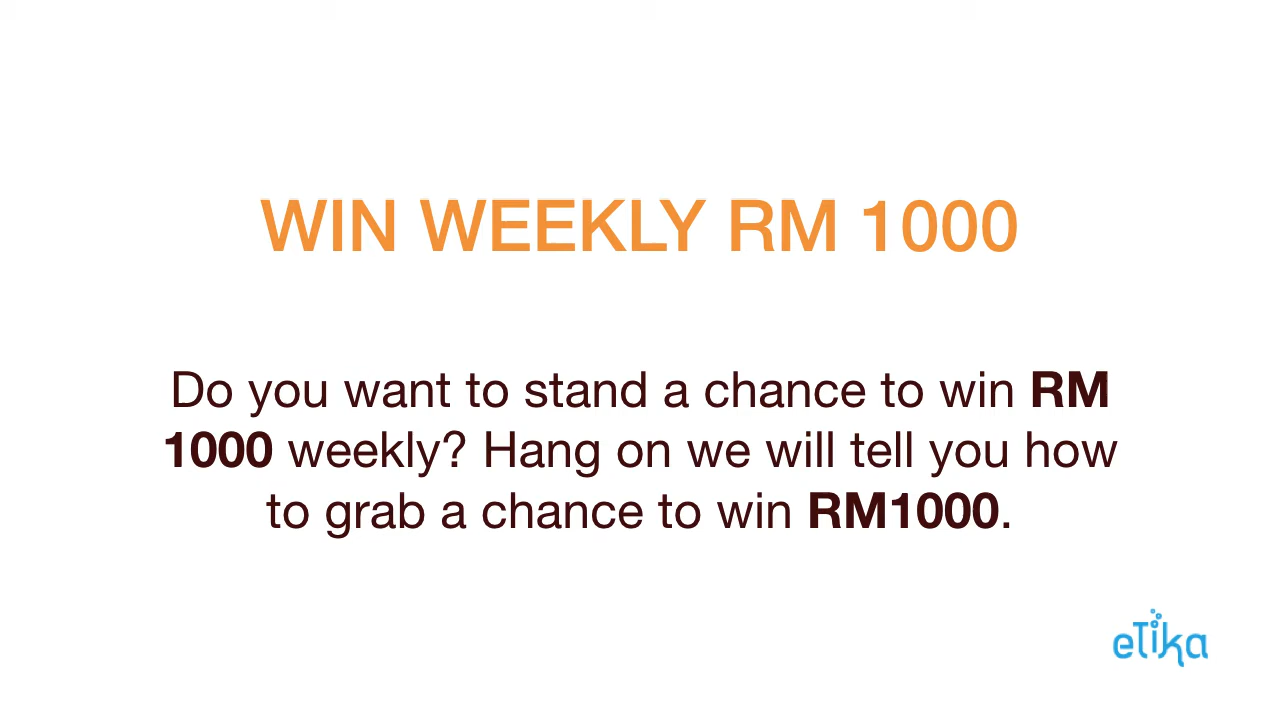 WIN WEEKLY RM 1000
Do you want to stand a chance to win RM
1000 weekly? Hang on we will tell you how
to grab a chance to win RM1000.
eTika